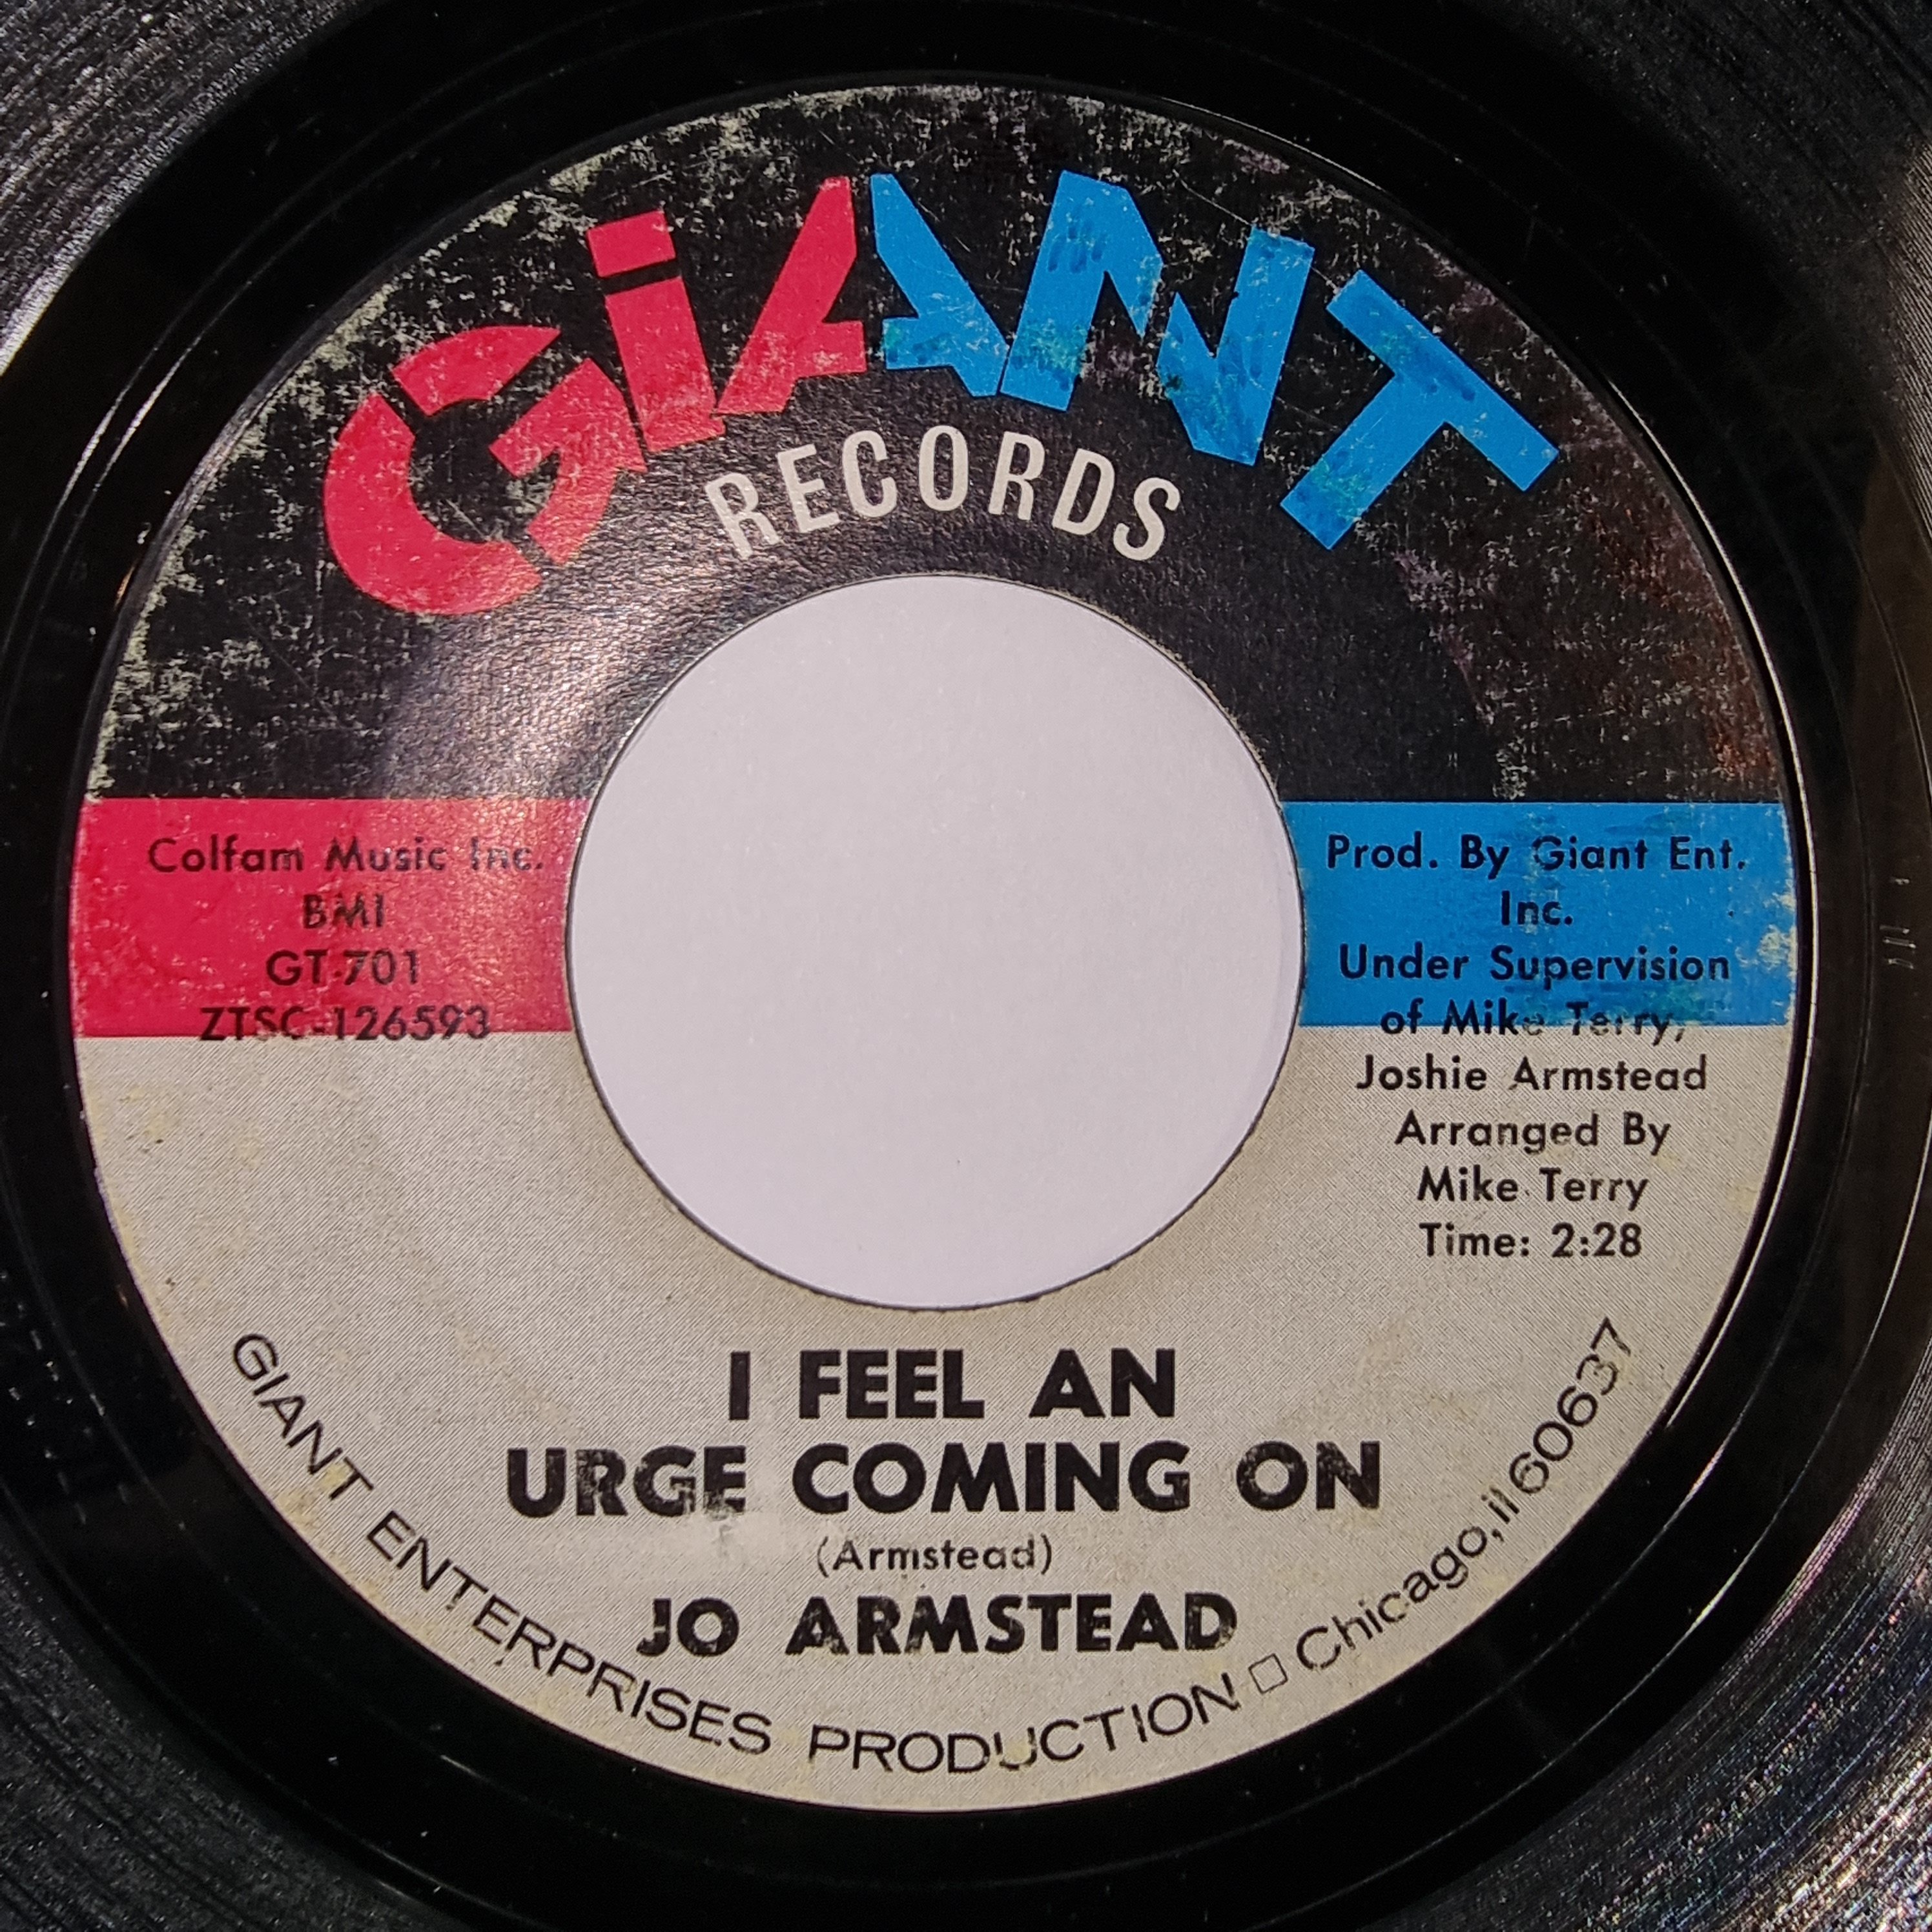 GiANT
RECORDS
Colfam Music Inc.
BMI
GT-701
ZTSC-126593
Prod. By Giant Ent.
Inc.
Under Supervision
of Mike Terry,
Joshie Armstead
Arranged By
Mike Terry
Time: 2:28
I FEEL AN
URGE COMING ON
(Armstead)
JO ARMSTEAD
GIANT ENTERPRISES PRODUCTION □ Chicago, il 60637